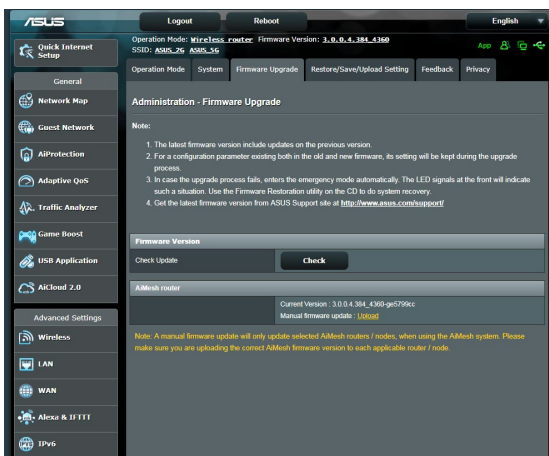 ASUS
Logout
Reboot
English
Quick Internet
Setup
Operation Mode: Wireless router Firmware Version: 3.0.0.4.384_4360
SSID: ASUS_2G ASUS_5G
App
Operation Mode
System
Firmware Upgrade
Restore/Save/Upload Setting
Feedback
Privacy
General
Network Map
Guest Network
AiProtection
Adaptive QoS
Traffic Analyzer
Game Boost
USB Application
AiCloud 2.0
Advanced Settings
Wireless
LAN
WAN
Alexa & IFTTT
IPv6
Administration - Firmware Upgrade
Note:
1. The latest firmware version include updates on the previous version.
2. For a configuration parameter existing both in the old and new firmware, its setting will be kept during the upgrade
process.
3. In case the upgrade process fails, enters the emergency mode automatically. The LED signals at the front will indicate
such a situation. Use the Firmware Restoration utility on the CD to do system recovery.
4. Get the latest firmware version from ASUS Support site at http://www.asus.com/support/
Firmware Version
Check Update
Check
AiMesh router
Current Version : 3.0.0.4.384_4360-ge5799cc
Manual firmware update : Upload
Note: A manual firmware update will only update selected AiMesh routers / nodes, when using the AiMesh system. Please
make sure you are uploading the correct AiMesh firmware version to each applicable router / node.